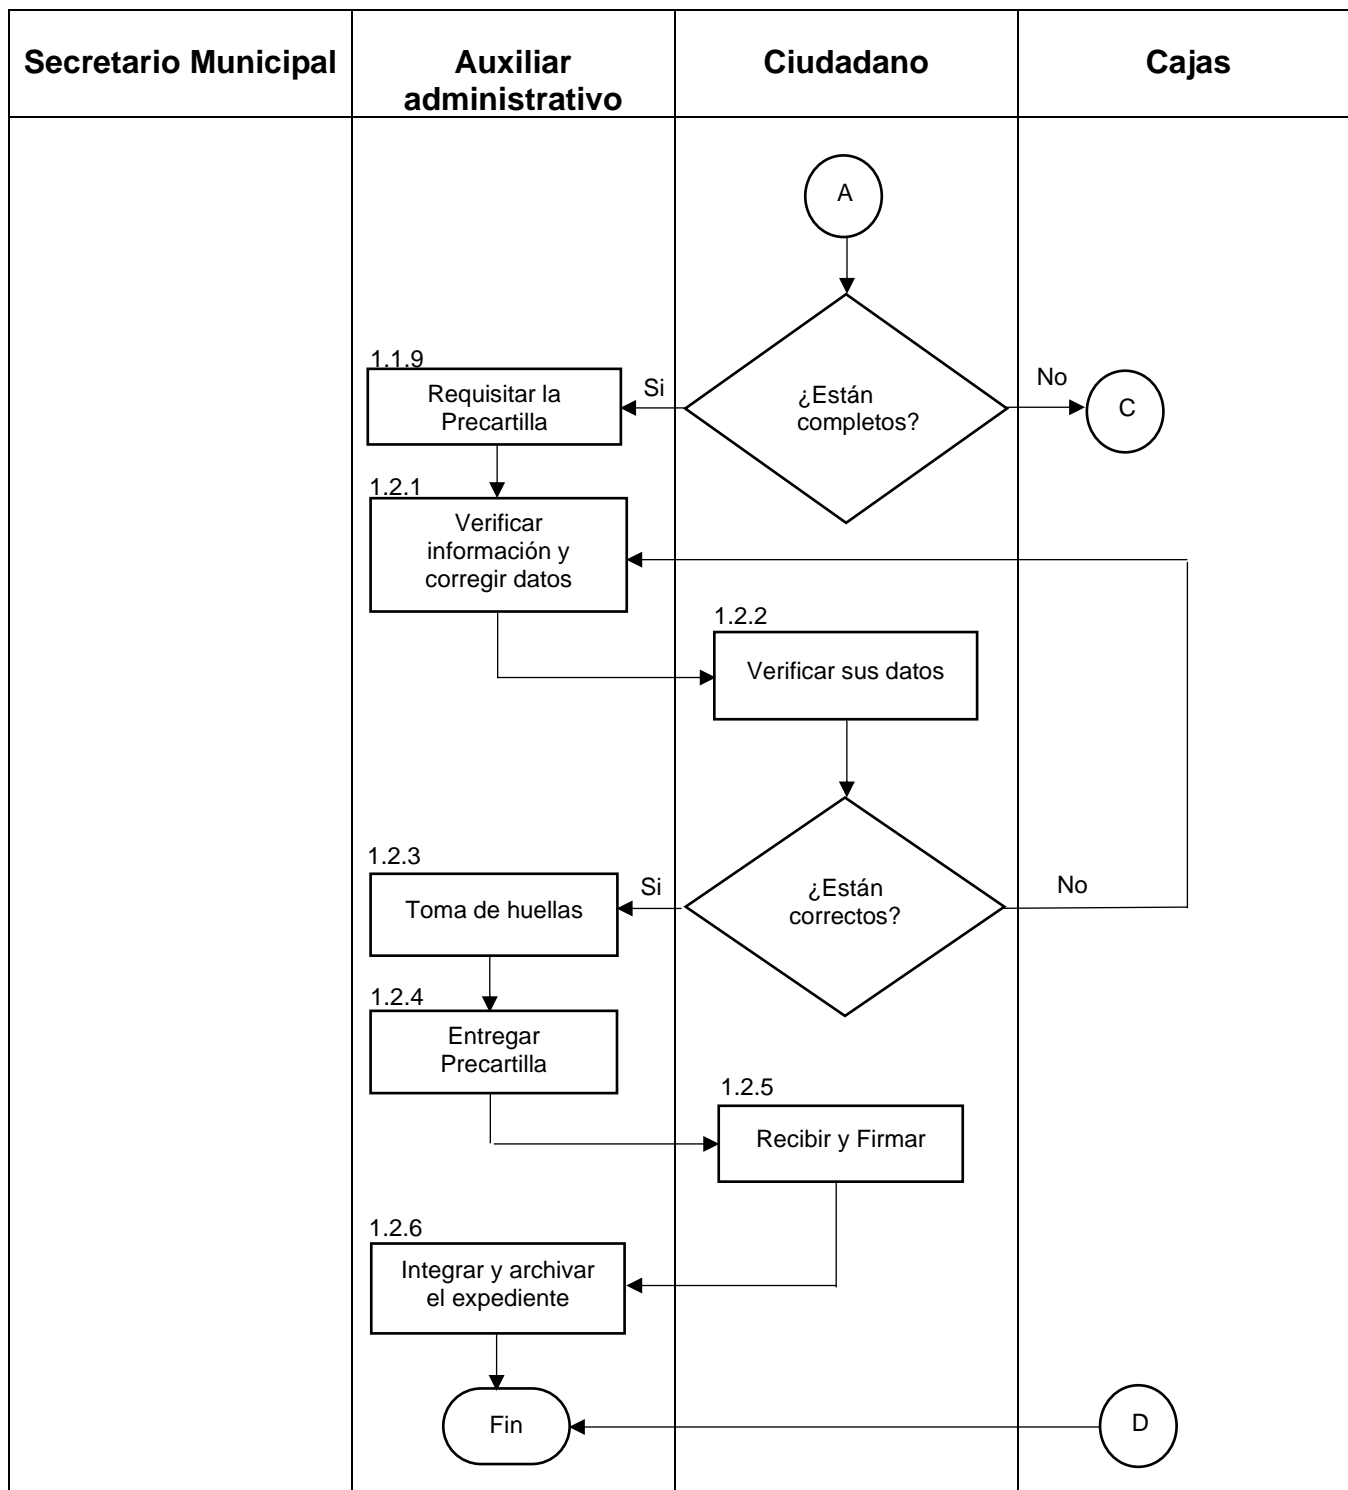 Secretario Municipal
Auxiliar
administrativo
Ciudadano
Cajas
A
1.1.9
Requisitar la
Precartilla
Si
¿Están
completos?
No
C
1.2.1
Verificar
información y
corregir datos
1.2.2
Verificar sus datos
1.2.3
Toma de huellas
Si
¿Están
correctos?
No
1.2.4
Entregar
Precartilla
1.2.5
Recibir y Firmar
1.2.6
Integrar y archivar
el expediente
Fin
D